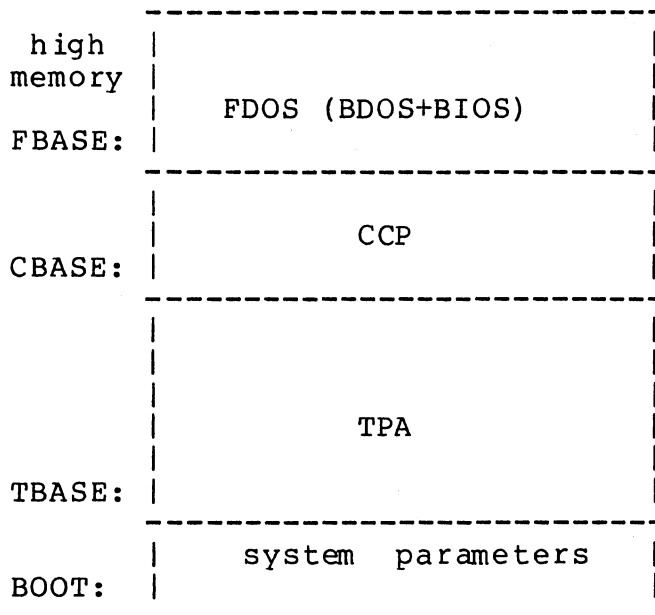 high
memory
FDOS (BDOS+BIOS)
FBASE:
CCP
CBASE:
TPA
TBASE:
system parameters
BOOT: